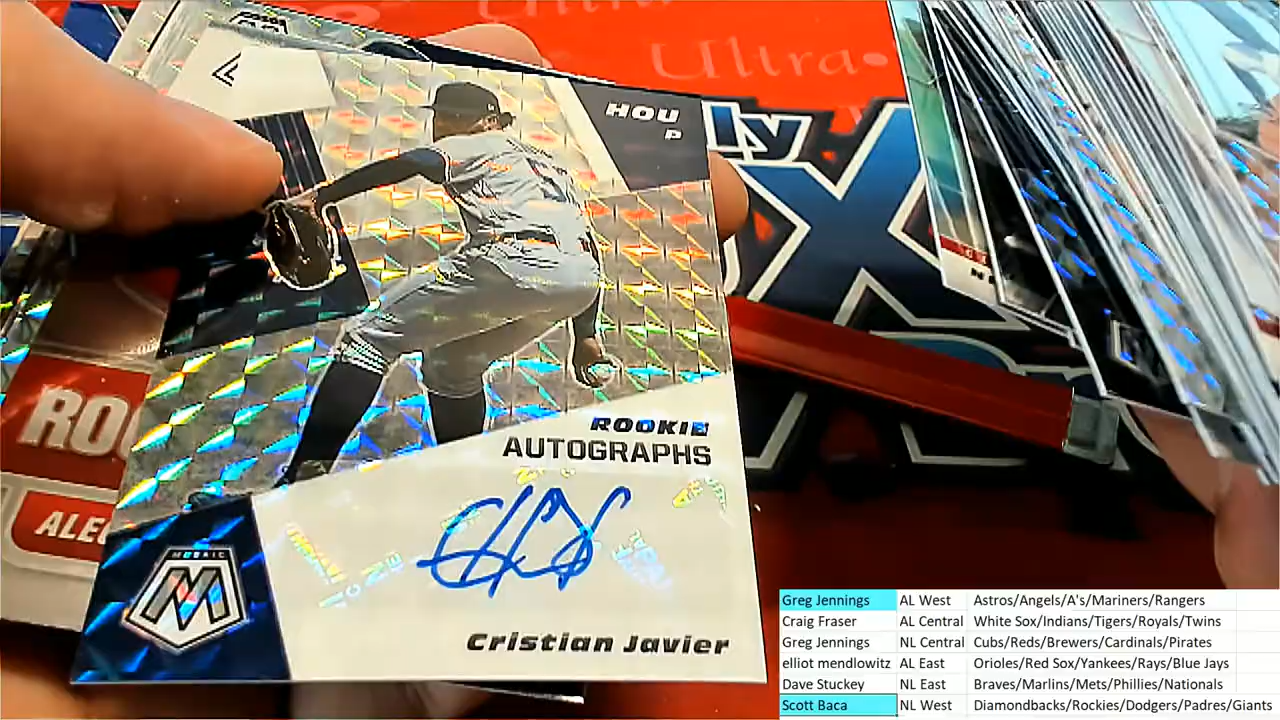 Ultra
HOU
P
ly
ROOKIE
AUTOGRAPHS
MOSAIC
M
Cristian Javier
Greg Jennings AL West Astros/Angels/A's/Mariners/Rangers
Craig Fraser AL Central White Sox/Indians/Tigers/Royals/Twins
Greg Jennings NL Central Cubs/Reds/Brewers/Cardinals/Pirates
elliot mendlowitz AL East Orioles/Red Sox/Yankees/Rays/Blue Jays
Dave Stuckey NL East Braves/Marlins/Mets/Phillies/Nationals
Scott Baca NL West Diamondbacks/Rockies/Dodgers/Padres/Giants